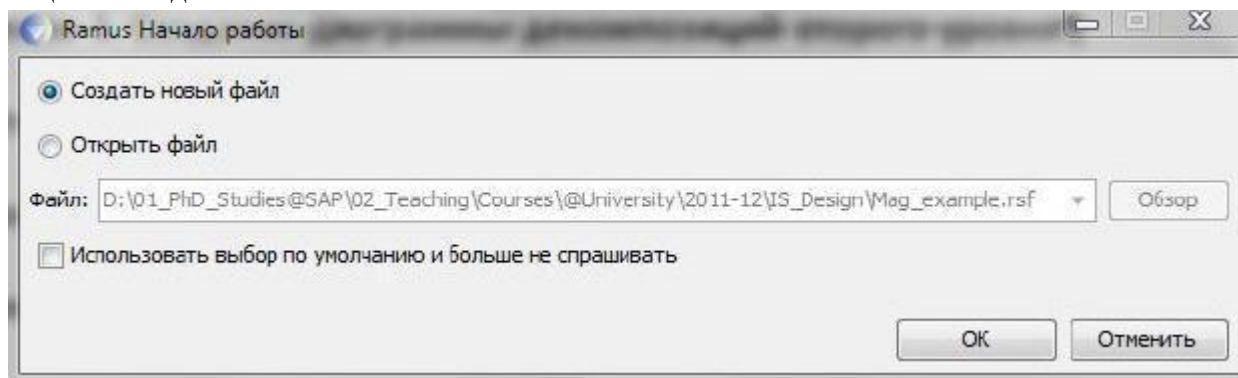 Ramus Начало работы
Создать новый файл
Открыть файл
Файл: D:\01_PhD_Studies@SAP\02_Teaching\Courses\@University\2011-12\IS_Design\Mag_example.rsf Обзор
Использовать выбор по умолчанию и больше не спрашивать
ОК Отменить